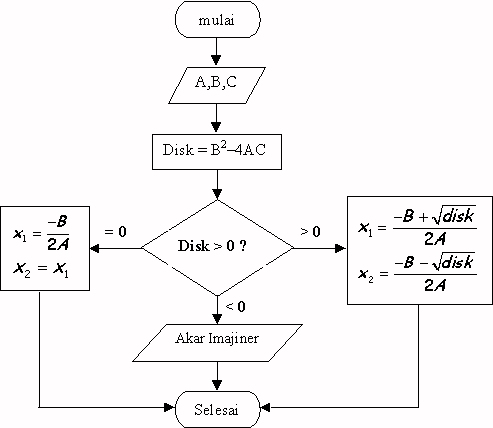 mulai
A,B,C
Disk = B²–4AC
Disk > 0 ?
= 0
> 0
< 0
x₁ = -B/2A
x₂ = x₁
x₁ = (-B + √disk)/2A
x₂ = (-B - √disk)/2A
Akar Imajiner
Selesai